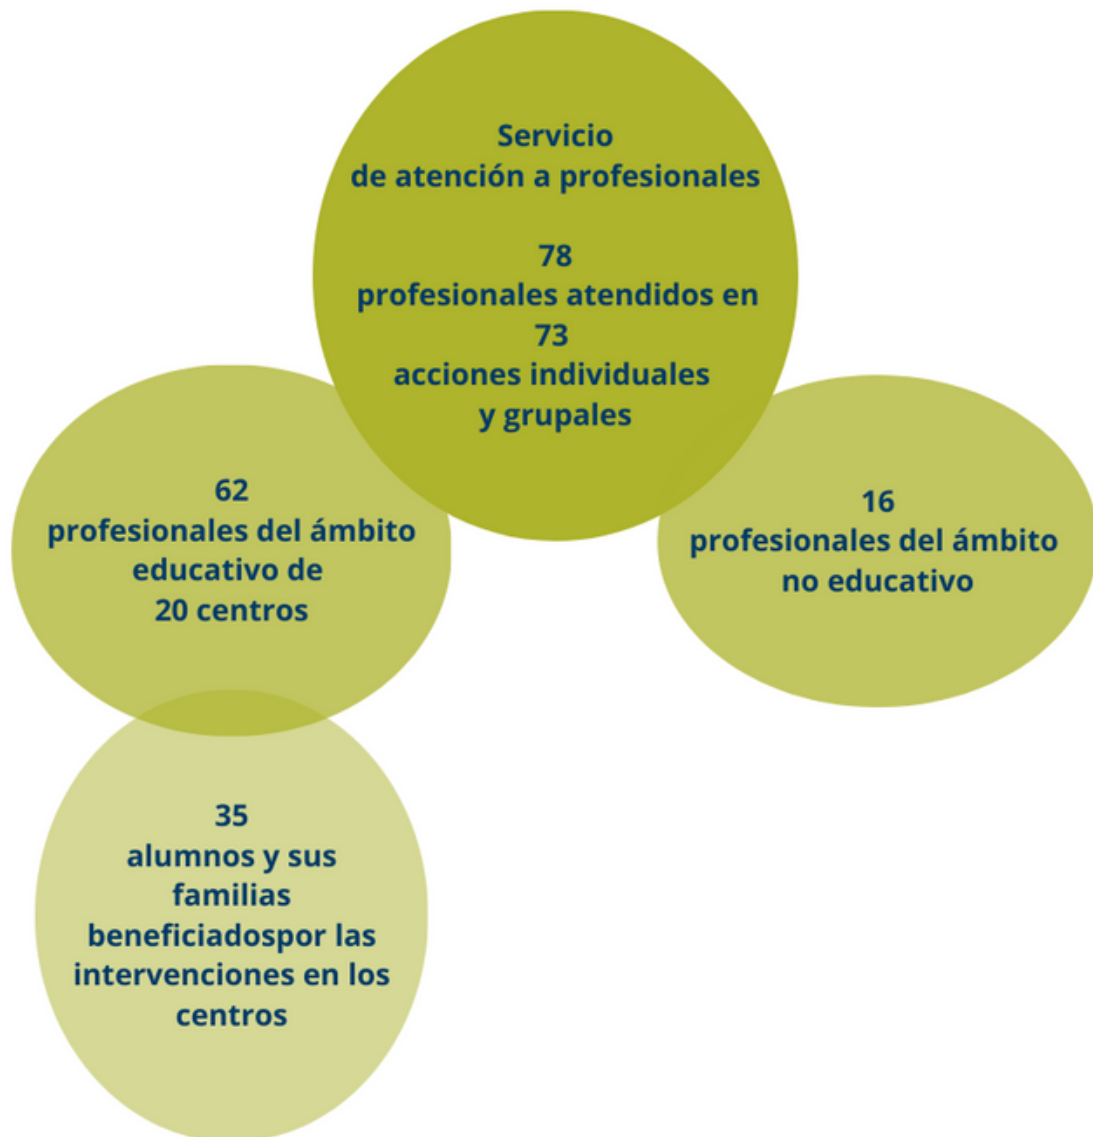 Servicio
de atención a profesionales
78
profesionales atendidos en
73
acciones individuales
y grupales
62
profesionales del ámbito
educativo de
20 centros
16
profesionales del ámbito
no educativo
35
alumnos y sus
familias
beneficiadospor las
intervenciones en los
centros